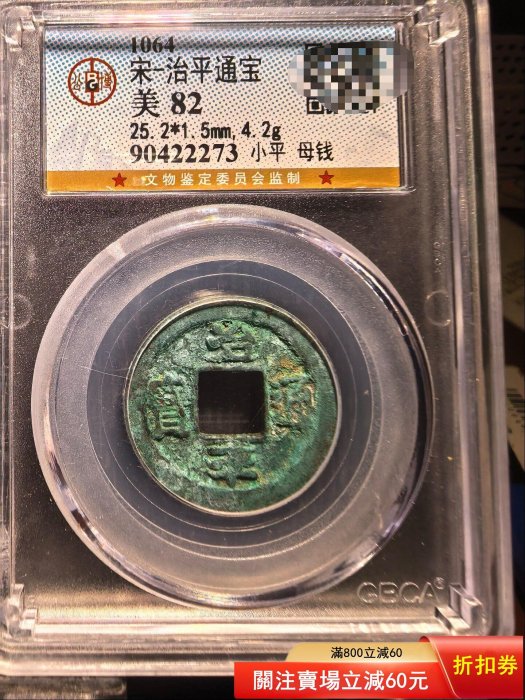 1064
宋-治平通宝
美 82
25.2*1.5mm,4.2g
90422273 小平 母钱
★ 文物鉴定委员会监制 ★
治
寶 通
平
GBCA
滿800立減60
關注賣場立減60元 折扣券